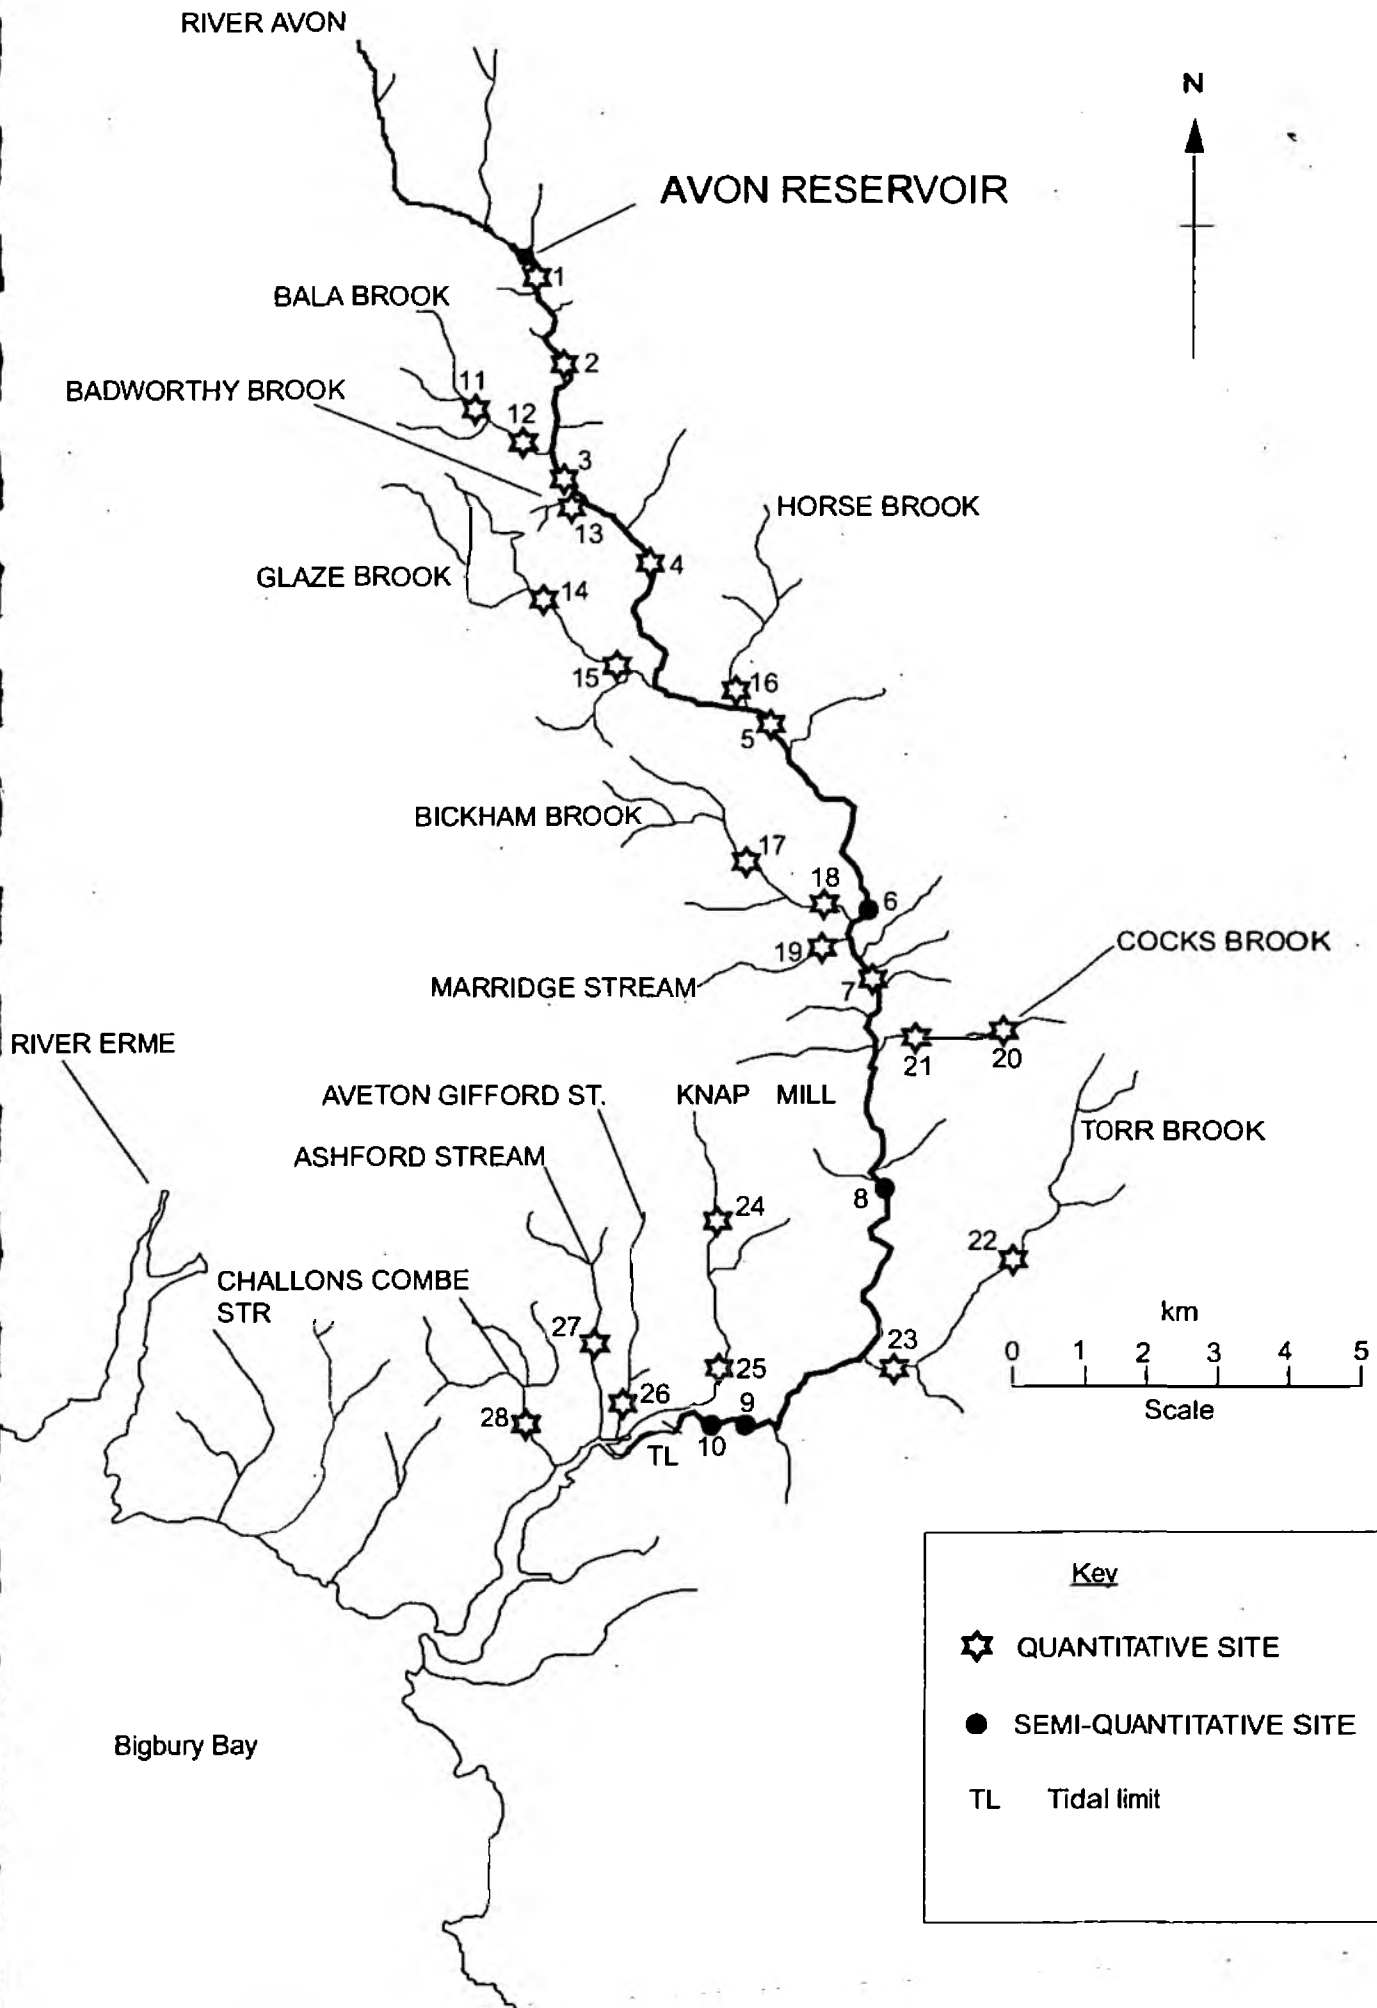 RIVER AVON
N
AVON RESERVOIR
1
BALA BROOK
2
BADWORTHY BROOK
11
12
3
HORSE BROOK
13
4
GLAZE BROOK
14
15
16
5
BICKHAM BROOK
17
18
6
19
COCKS BROOK
MARRIDGE STREAM
7
RIVER ERME
21
20
AVETON GIFFORD ST.
KNAP MILL
TORR BROOK
ASHFORD STREAM
8
24
22
CHALLONS COMBE
STR
km
27
23
0 1 2 3 4 5
25
26
Scale
28
9
10
TL
Key
QUANTITATIVE SITE
SEMI-QUANTITATIVE SITE
TL Tidal limit
Bigbury Bay